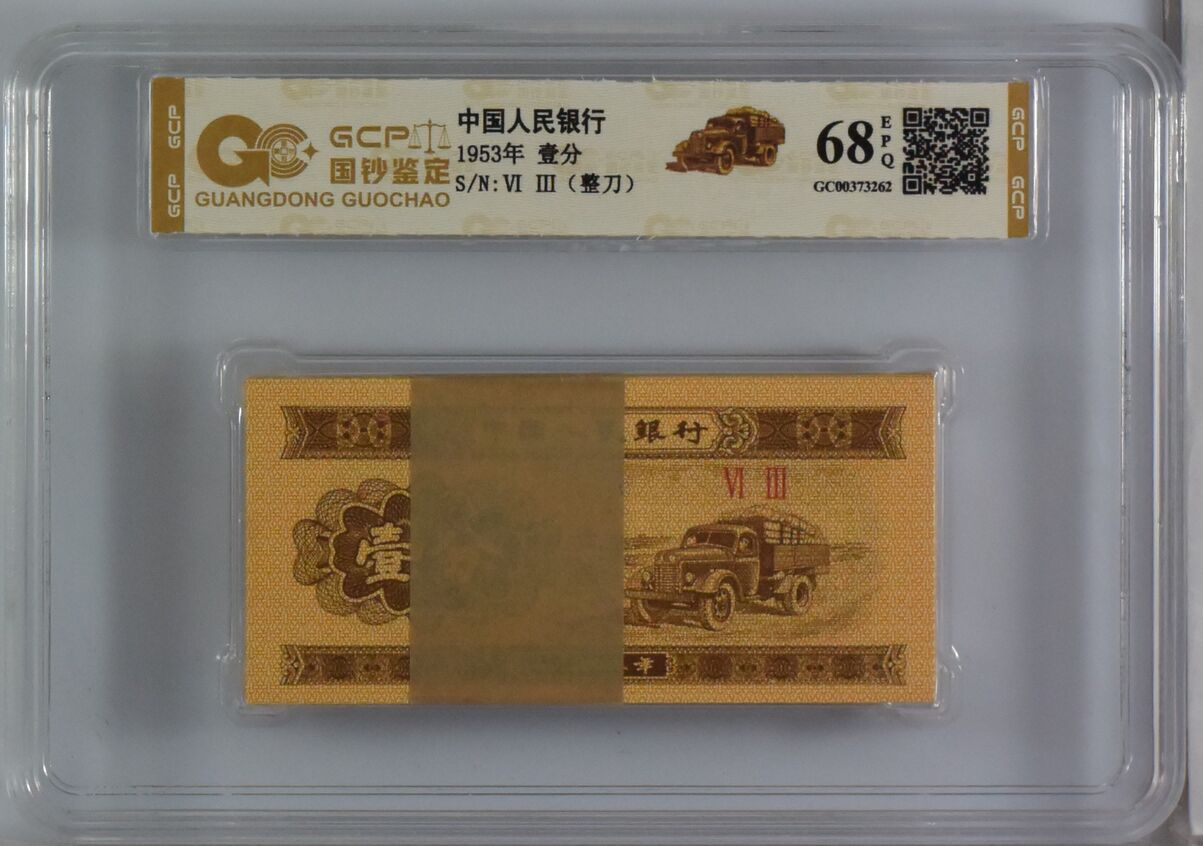 GCP
GCP
GC
GCP
国钞鉴定
GUANGDONG GUOCHAO
中国人民银行
1953年 壹分
S/N: VI III (整刀)
68
EPQ
GC00373262
GCP
GCP
银行
VI III
壹